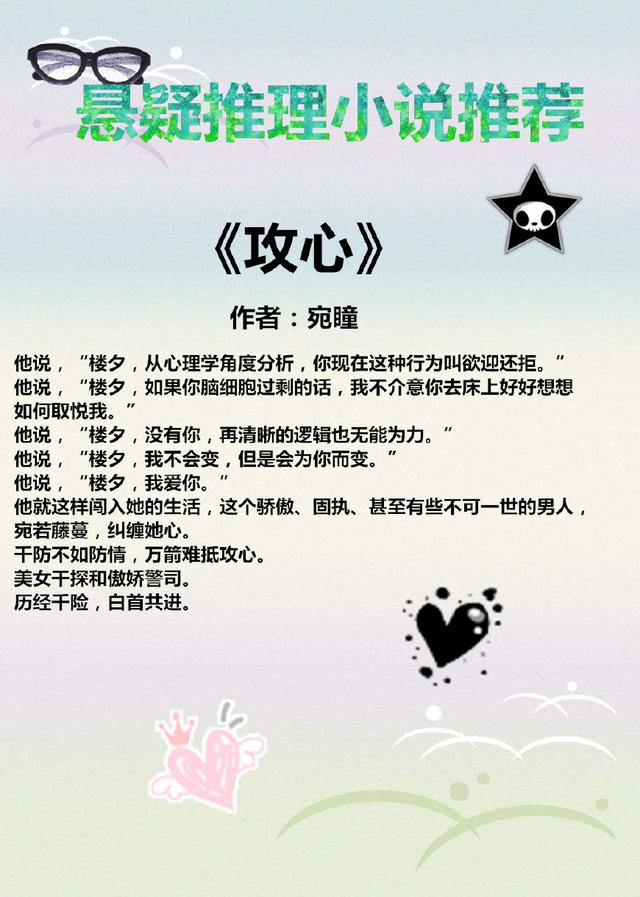 悬疑推理小说推荐
《攻心》
作者：宛瞳
他说，“楼夕，从心理学角度分析，你现在这种行为叫欲迎还拒。”
他说，“楼夕，如果你脑细胞过剩的话，我不介意你去床上好好想想
如何取悦我。”
他说，“楼夕，没有你，再清晰的逻辑也无能为力。”
他说，“楼夕，我不会变，但是会为你而变。”
他说，“楼夕，我爱你。”
他就这样闯入她的生活，这个骄傲、固执、甚至有些不可一世的男人，
宛若藤蔓，纠缠她心。
千防不如防情，万箭难抵攻心。
美女干探和傲娇警司。
历经千险，白首共进。